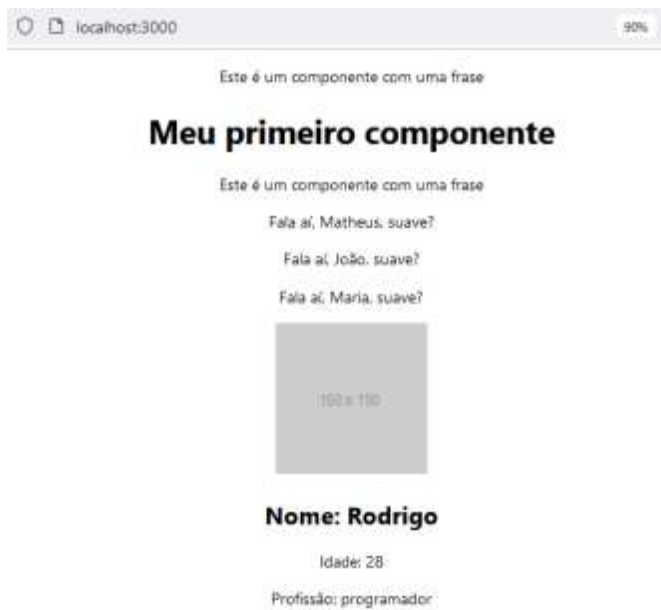 localhost:3000
90%
Este é um componente com uma frase
Meu primeiro componente
Este é um componente com uma frase
Fala aí, Matheus, suave?
Fala aí, João, suave?
Fala aí, Maria, suave?
150 x 150
Nome: Rodrigo
Idade: 28
Profissão: programador